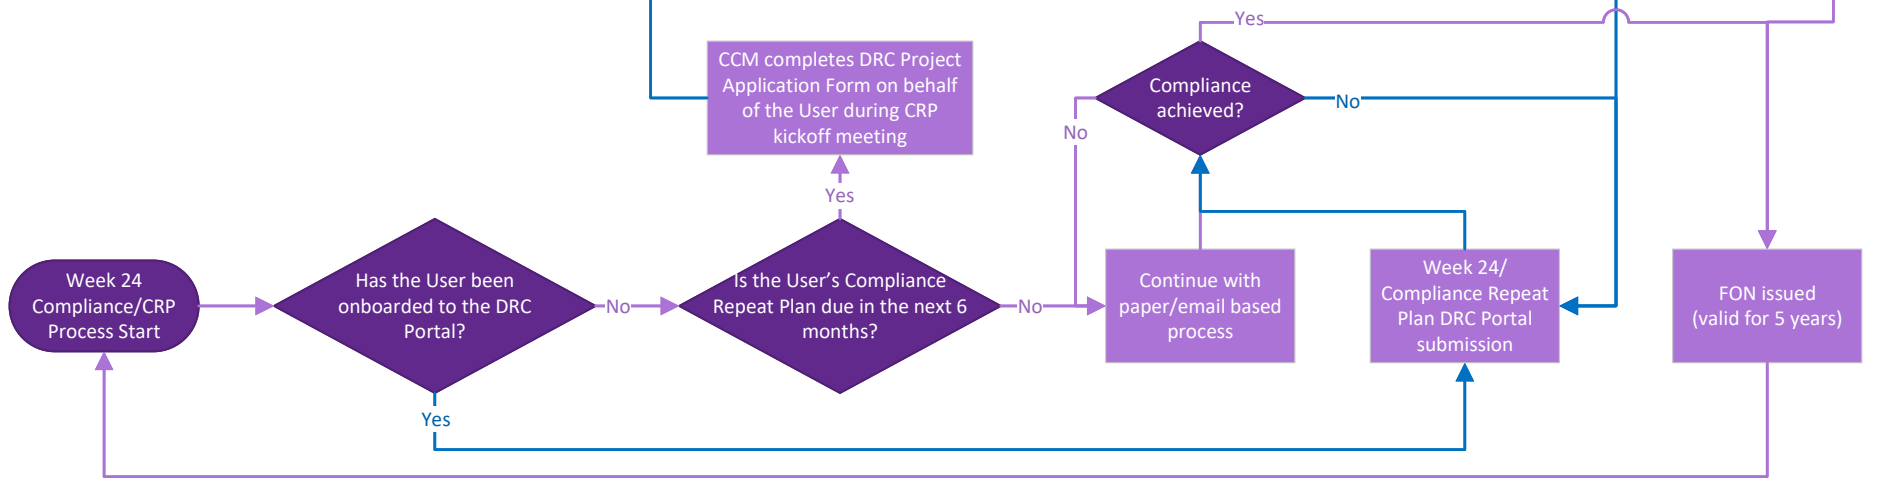 Yes
CCM completes DRC Project
Application Form on behalf
of the User during CRP
kickoff meeting
Compliance
achieved?
No
No
Yes
Week 24
Compliance/CRP
Process Start
Has the User been
onboarded to the DRC
Portal?
No
Is the User’s Compliance
Repeat Plan due in the next 6
months?
No
Continue with
paper/email based
process
Week 24/
Compliance Repeat
Plan DRC Portal
submission
FON issued
(valid for 5 years)
Yes